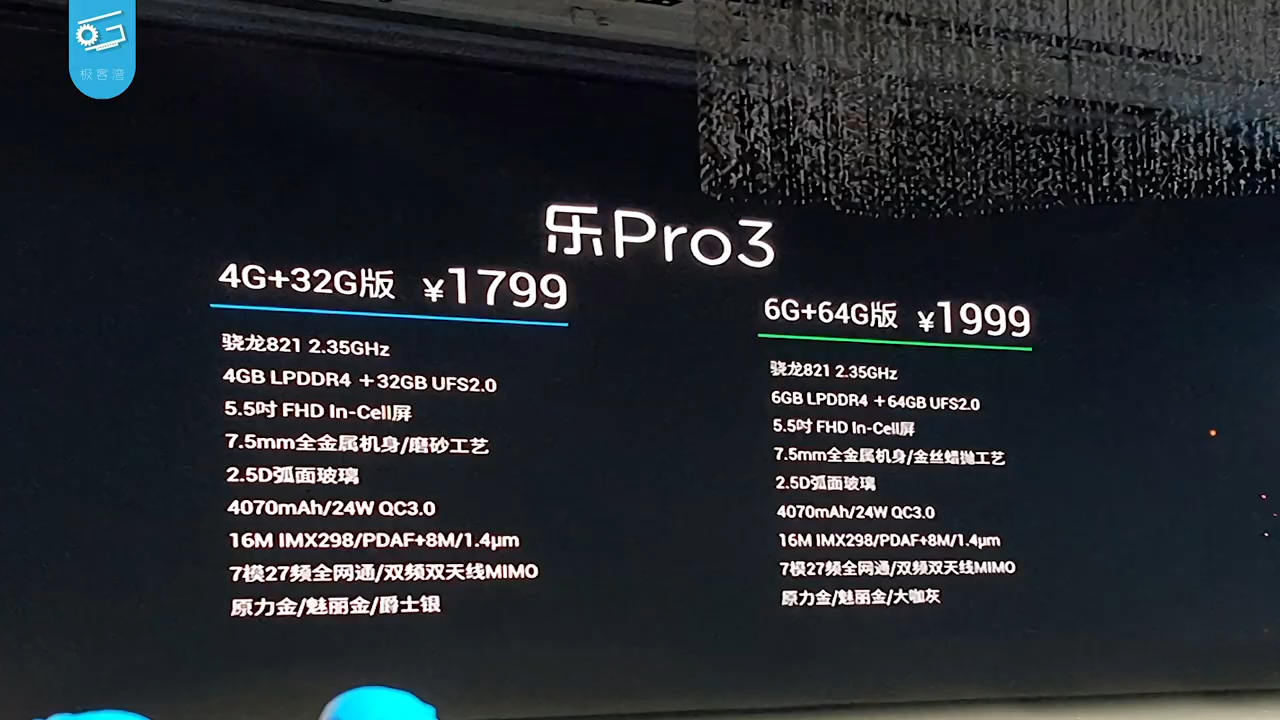 极客湾
乐Pro3
4G+32G版 ¥1799
骁龙821 2.35GHz
4GB LPDDR4 +32GB UFS2.0
5.5吋 FHD In-Cell屏
7.5mm全金属机身/磨砂工艺
2.5D弧面玻璃
4070mAh/24W QC3.0
16M IMX298/PDAF+8M/1.4μm
7模27频全网通/双频双天线MIMO
原力金/魅丽金/爵士银
6G+64G版 ¥1999
骁龙821 2.35GHz
6GB LPDDR4 +64GB UFS2.0
5.5吋 FHD In-Cell屏
7.5mm全金属机身/金丝蜡抛工艺
2.5D弧面玻璃
4070mAh/24W QC3.0
16M IMX298/PDAF+8M/1.4μm
7模27频全网通/双频双天线MIMO
原力金/魅丽金/大咖灰